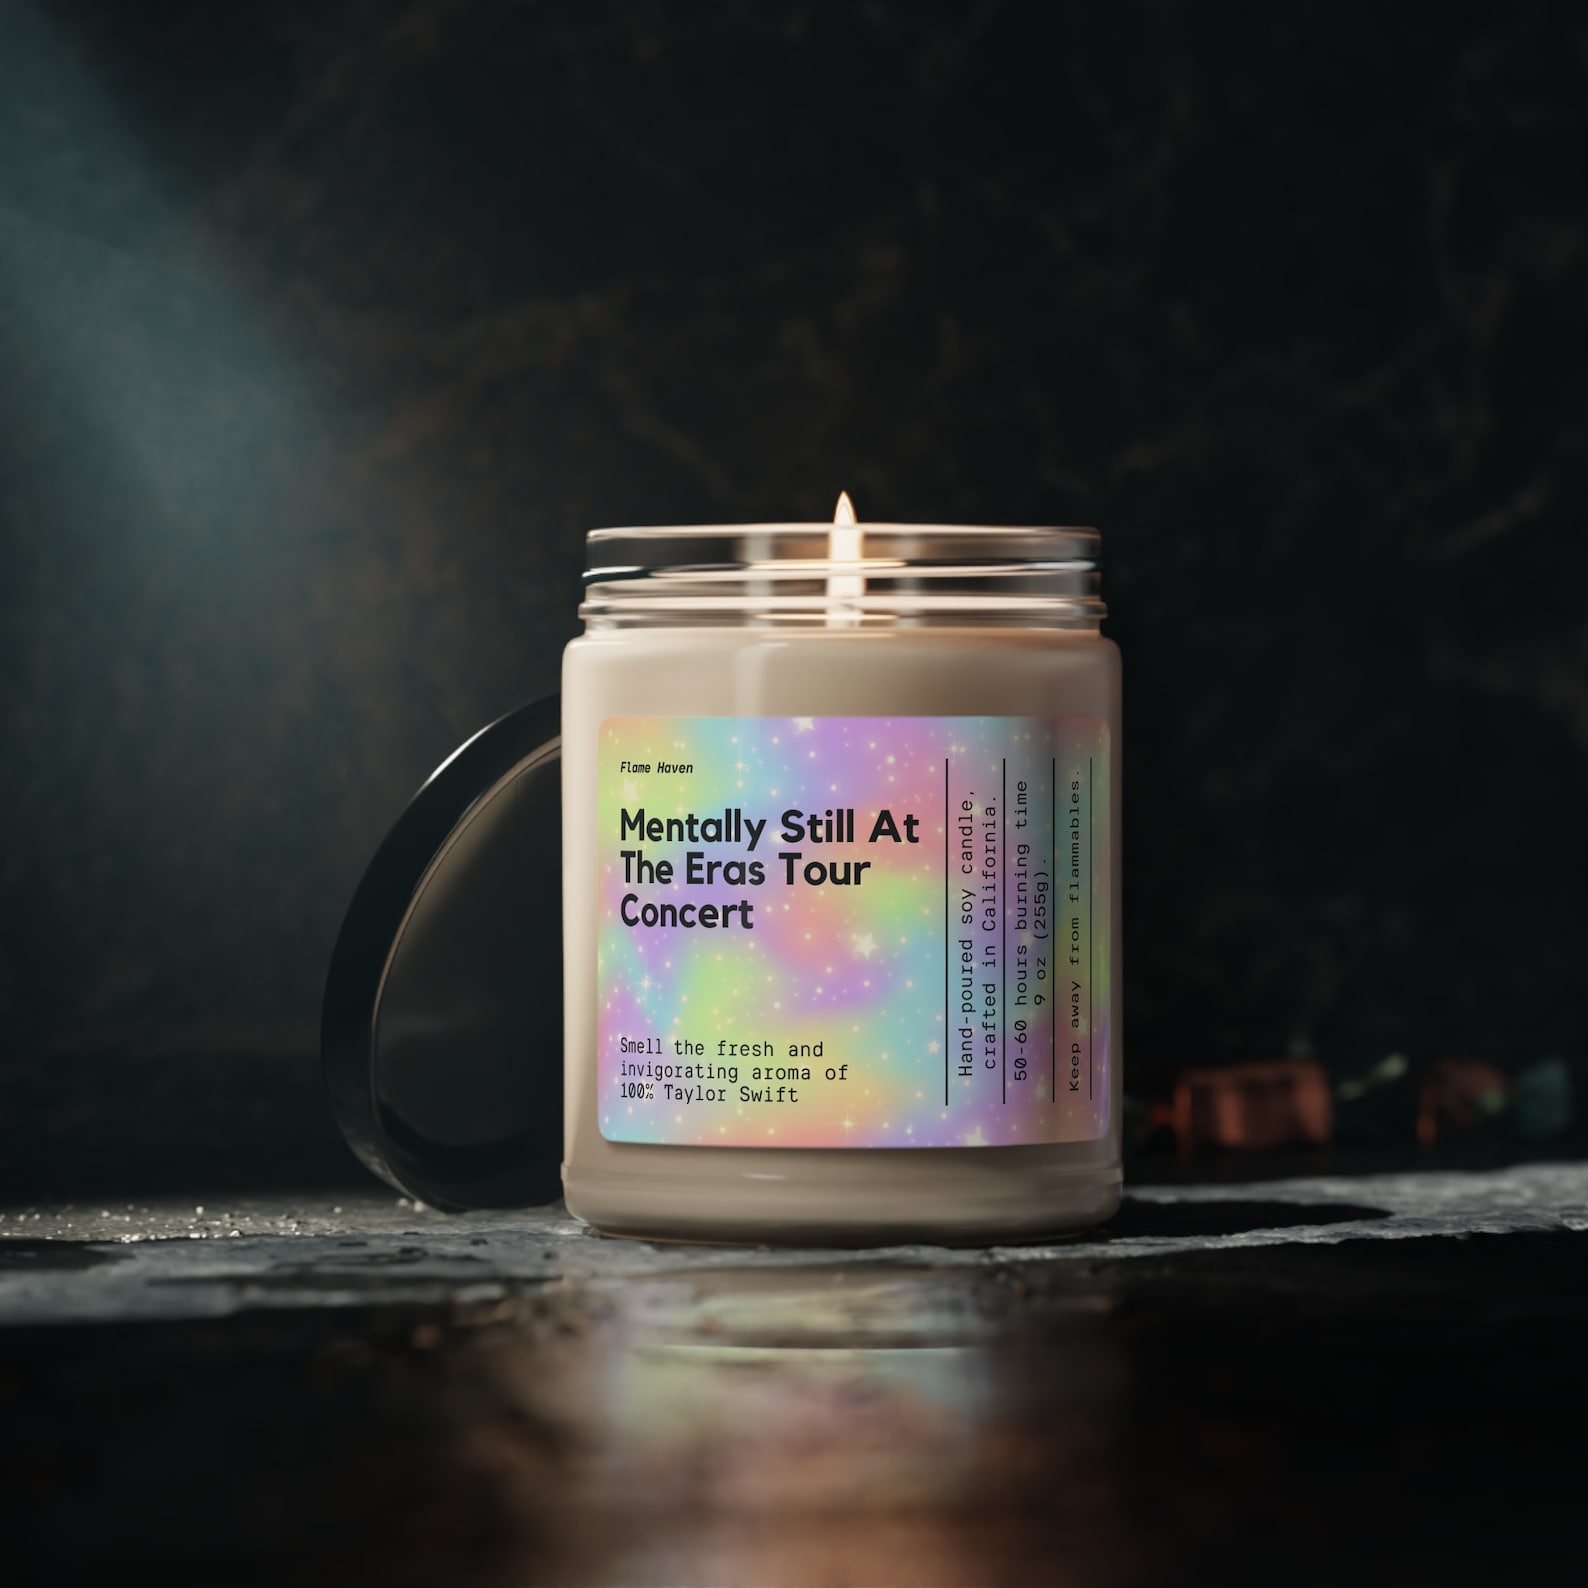 Flame Haven
Mentally Still At
The Eras Tour
Concert
Smell the fresh and
invigorating aroma of
100% Taylor Swift
Hand-poured soy candle,
crafted in California.
50-60 hours burning time
9 oz (255g).
Keep away from flammables.